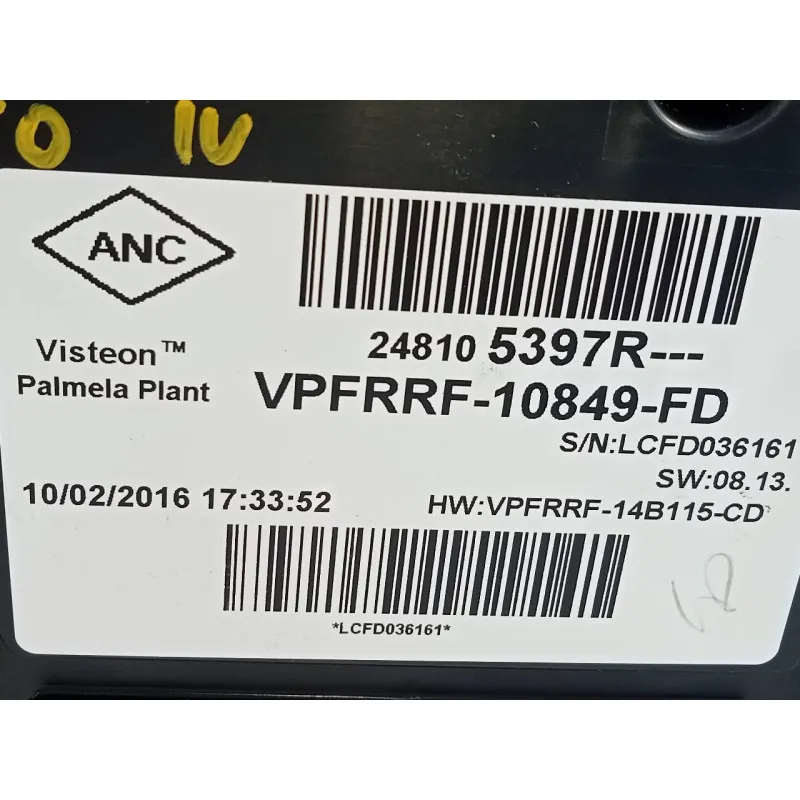 IV
ANC
24810 5397R---
Visteon™
Palmela Plant
VPFRRF-10849-FD
S/N:LCFD036161
SW:08.13.
10/02/2016 17:33:52
HW:VPFRRF-14B115-CD
*LCFD036161*